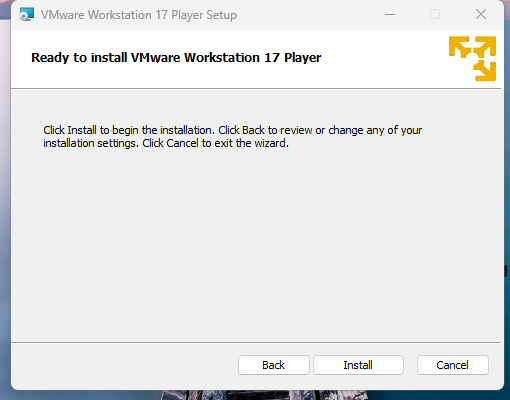 VMware Workstation 17 Player Setup
Ready to install VMware Workstation 17 Player
Click Install to begin the installation. Click Back to review or change any of your
installation settings. Click Cancel to exit the wizard.
Back Install Cancel